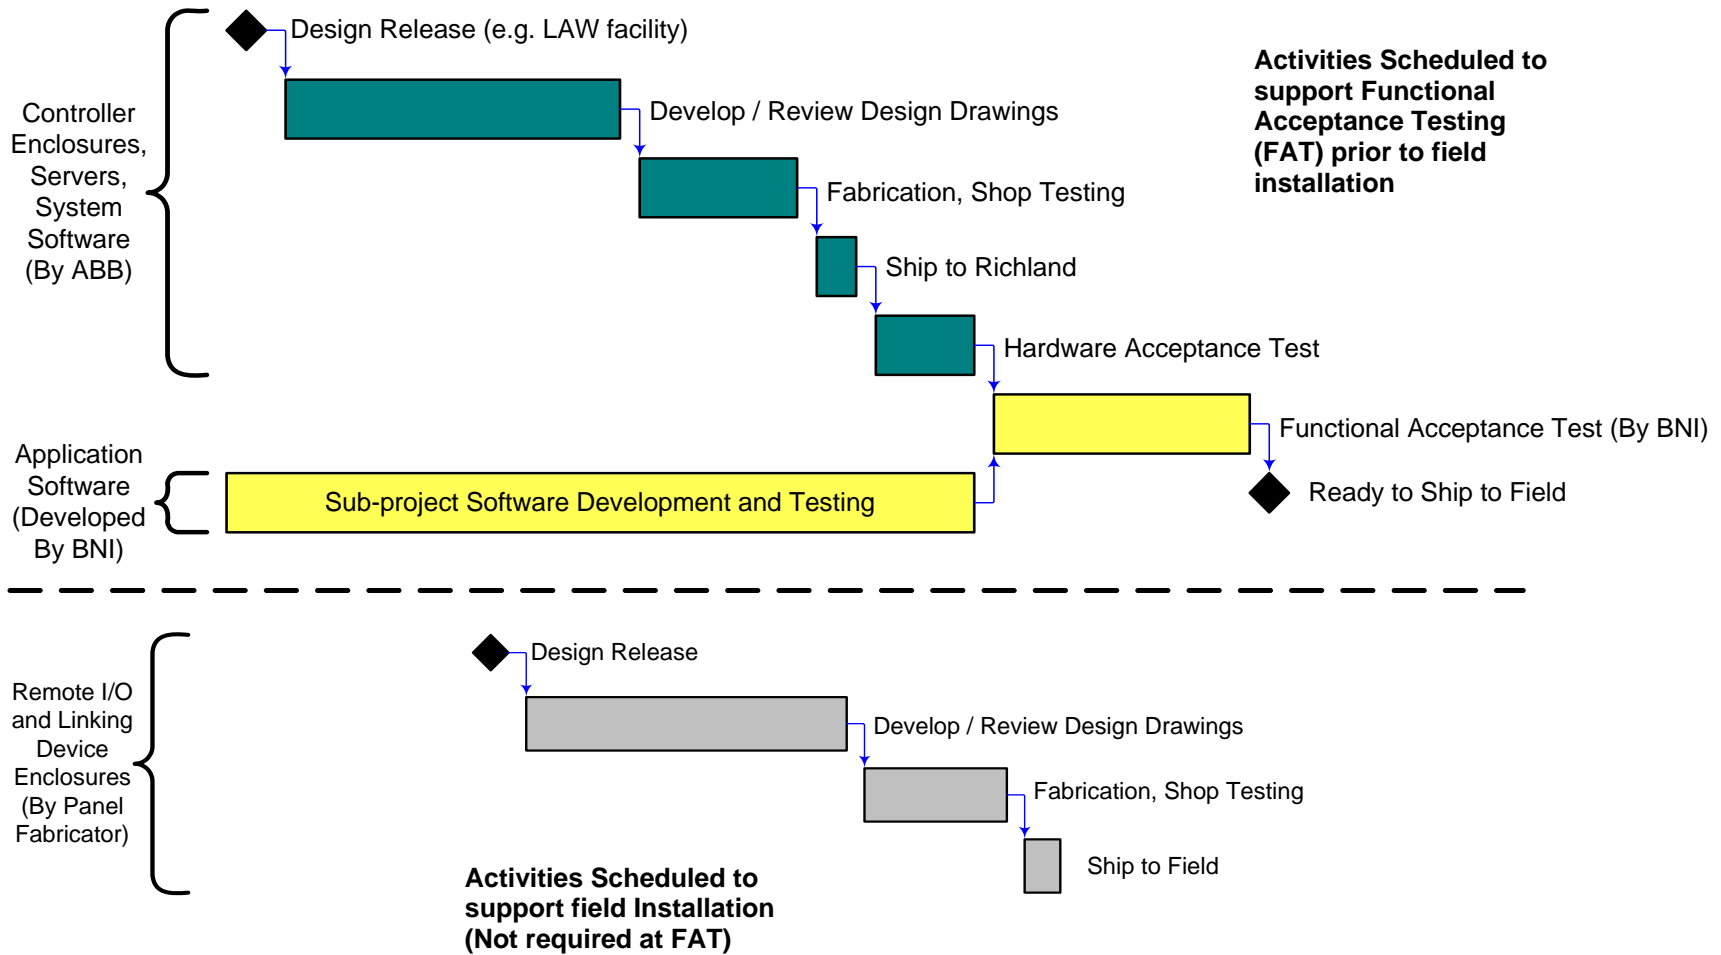 Design Release (e.g. LAW facility)
Activities Scheduled to
support Functional
Acceptance Testing
(FAT) prior to field
installation
Controller
Enclosures,
Servers,
System
Software
(By ABB)
Develop / Review Design Drawings
Fabrication, Shop Testing
Ship to Richland
Hardware Acceptance Test
Functional Acceptance Test (By BNI)
Application
Software
(Developed
By BNI)
Sub-project Software Development and Testing
Ready to Ship to Field
Design Release
Remote I/O
and Linking
Device
Enclosures
(By Panel
Fabricator)
Develop / Review Design Drawings
Fabrication, Shop Testing
Ship to Field
Activities Scheduled to
support field Installation
(Not required at FAT)